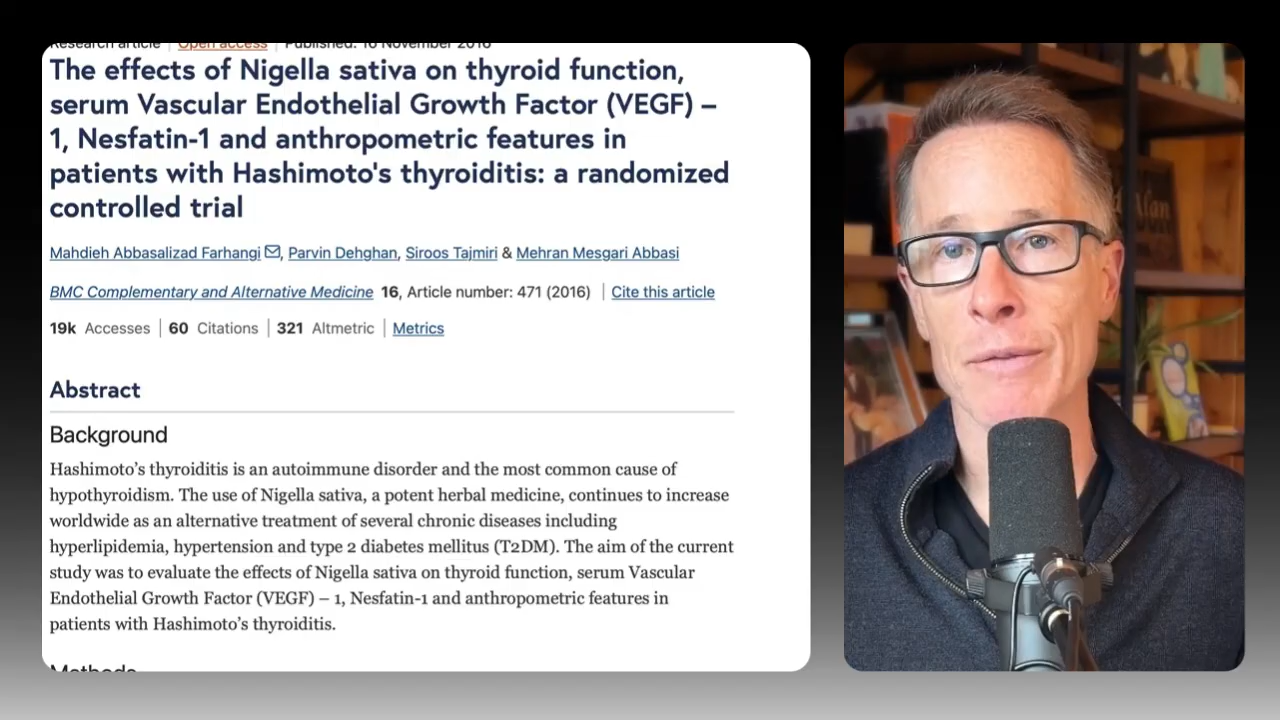 Research article | Open access | Published: 16 November 2016
The effects of Nigella sativa on thyroid function,
serum Vascular Endothelial Growth Factor (VEGF) –
1, Nesfatin-1 and anthropometric features in
patients with Hashimoto's thyroiditis: a randomized
controlled trial
Mahdieh Abbasalizad Farhangi, Parvin Dehghan, Siroos Tajmiri & Mehran Mesgari Abbasi
BMC Complementary and Alternative Medicine 16, Article number: 471 (2016) | Cite this article
19k Accesses | 60 Citations | 321 Altmetric | Metrics
Abstract
Background
Hashimoto’s thyroiditis is an autoimmune disorder and the most common cause of
hypothyroidism. The use of Nigella sativa, a potent herbal medicine, continues to increase
worldwide as an alternative treatment of several chronic diseases including
hyperlipidemia, hypertension and type 2 diabetes mellitus (T2DM). The aim of the current
study was to evaluate the effects of Nigella sativa on thyroid function, serum Vascular
Endothelial Growth Factor (VEGF) – 1, Nesfatin-1 and anthropometric features in
patients with Hashimoto’s thyroiditis.
Methods